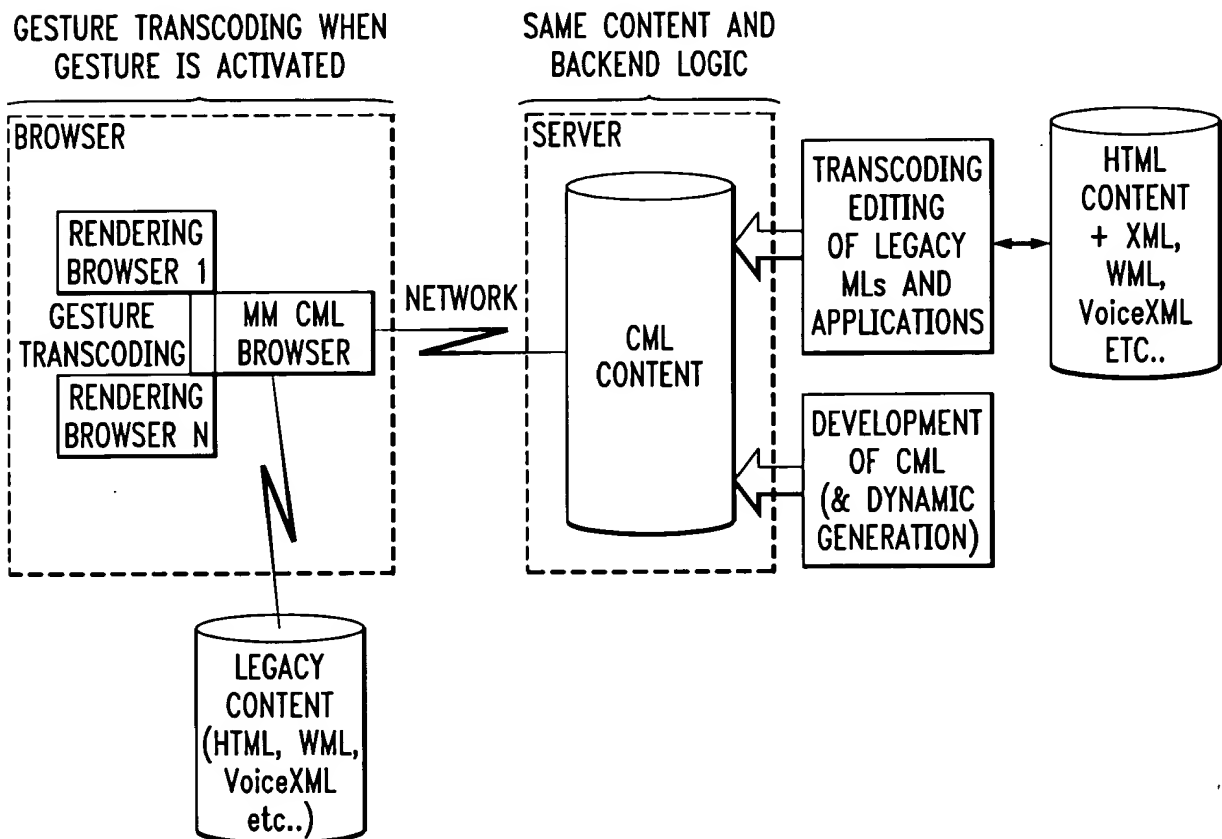 GESTURE TRANSCODING WHEN
GESTURE IS ACTIVATED
SAME CONTENT AND
BACKEND LOGIC
BROWSER
RENDERING
BROWSER 1
GESTURE
TRANSCODING
MM CML
BROWSER
RENDERING
BROWSER N
NETWORK
SERVER
CML
CONTENT
TRANSCODING
EDITING
OF LEGACY
MLs AND
APPLICATIONS
HTML
CONTENT
+ XML,
WML,
VoiceXML
ETC..
DEVELOPMENT
OF CML
(& DYNAMIC
GENERATION)
LEGACY
CONTENT
(HTML, WML,
VoiceXML
etc..)